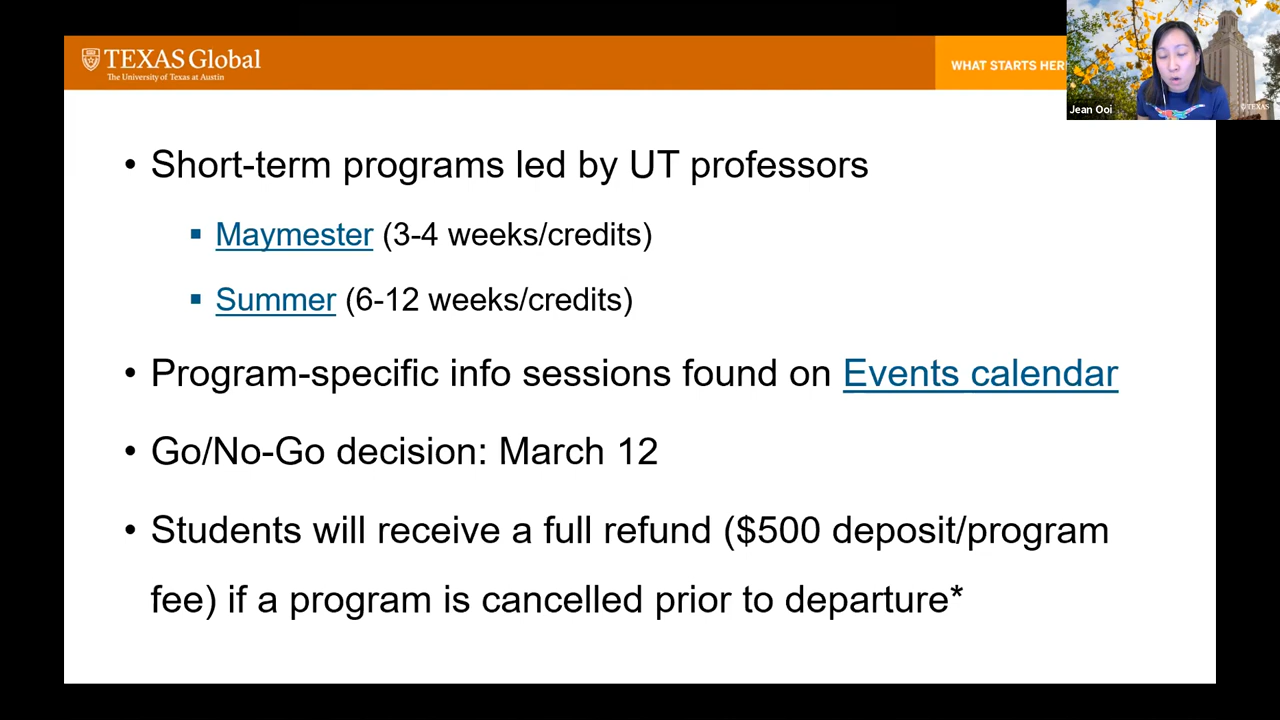 TEXAS Global
The University of Texas at Austin
WHAT STARTS HER
Jean Ooi
TEXAS
• Short-term programs led by UT professors
▪ Maymester (3-4 weeks/credits)
▪ Summer (6-12 weeks/credits)
• Program-specific info sessions found on Events calendar
• Go/No-Go decision: March 12
• Students will receive a full refund ($500 deposit/program
fee) if a program is cancelled prior to departure*